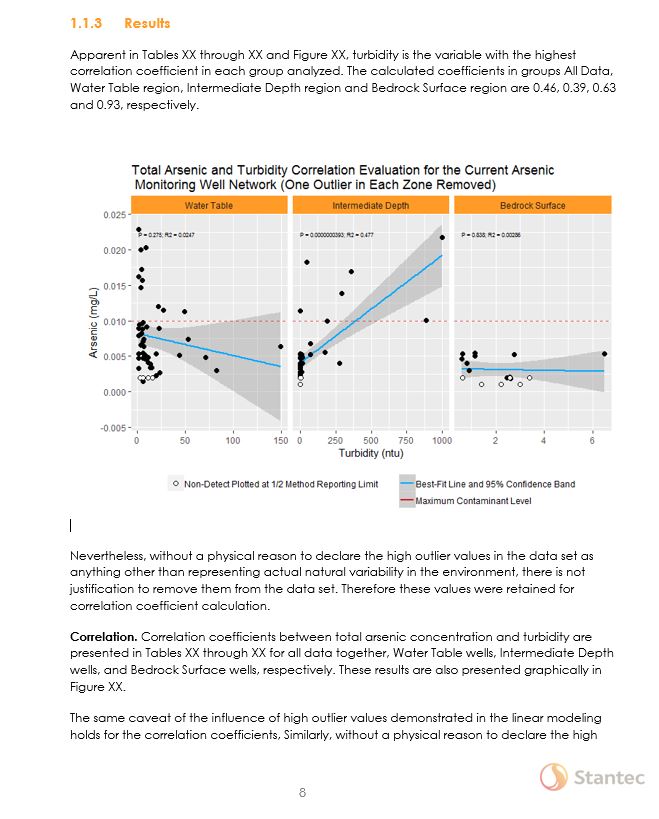 1.1.3 Results
Apparent in Tables XX through XX and Figure XX, turbidity is the variable with the highest
correlation coefficient in each group analyzed. The calculated coefficients in groups All Data,
Water Table region, Intermediate Depth region and Bedrock Surface region are 0.46, 0.39, 0.63
and 0.93, respectively.
Total Arsenic and Turbidity Correlation Evaluation for the Current Arsenic
Monitoring Well Network (One Outlier in Each Zone Removed)
Water Table Intermediate Depth Bedrock Surface
P = 0.275; R2 = 0.0247 P = 0.0000000393; R2 = 0.477 P = 0.838; R2 = 0.00286
0.025
0.020
0.015
0.010
0.005
0.000
-0.005
Arsenic (mg/L)
0 50 100 150 0 250 500 750 1000 2 4 6
Turbidity (ntu)
Non-Detect Plotted at 1/2 Method Reporting Limit Best-Fit Line and 95% Confidence Band
Maximum Contaminant Level
Nevertheless, without a physical reason to declare the high outlier values in the data set as
anything other than representing actual natural variability in the environment, there is not
justification to remove them from the data set. Therefore these values were retained for
correlation coefficient calculation.
Correlation. Correlation coefficients between total arsenic concentration and turbidity are
presented in Tables XX through XX for all data together, Water Table wells, Intermediate Depth
wells, and Bedrock Surface wells, respectively. These results are also presented graphically in
Figure XX.
The same caveat of the influence of high outlier values demonstrated in the linear modeling
holds for the correlation coefficients, Similarly, without a physical reason to declare the high
Stantec
8